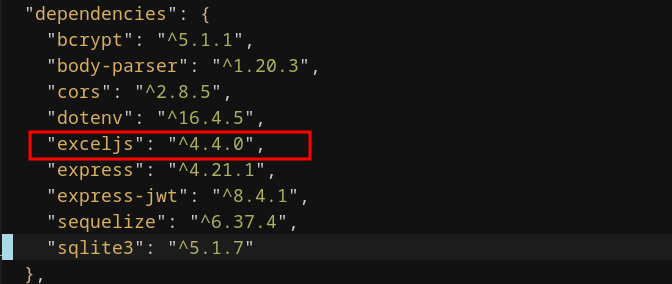 "dependencies": {
"bcrypt": "^5.1.1",
"body-parser": "^1.20.3",
"cors": "^2.8.5",
"dotenv": "^16.4.5",
"exceljs": "^4.4.0",
"express": "^4.21.1",
"express-jwt": "^8.4.1",
"sequelize": "^6.37.4",
"sqlite3": "^5.1.7"
},